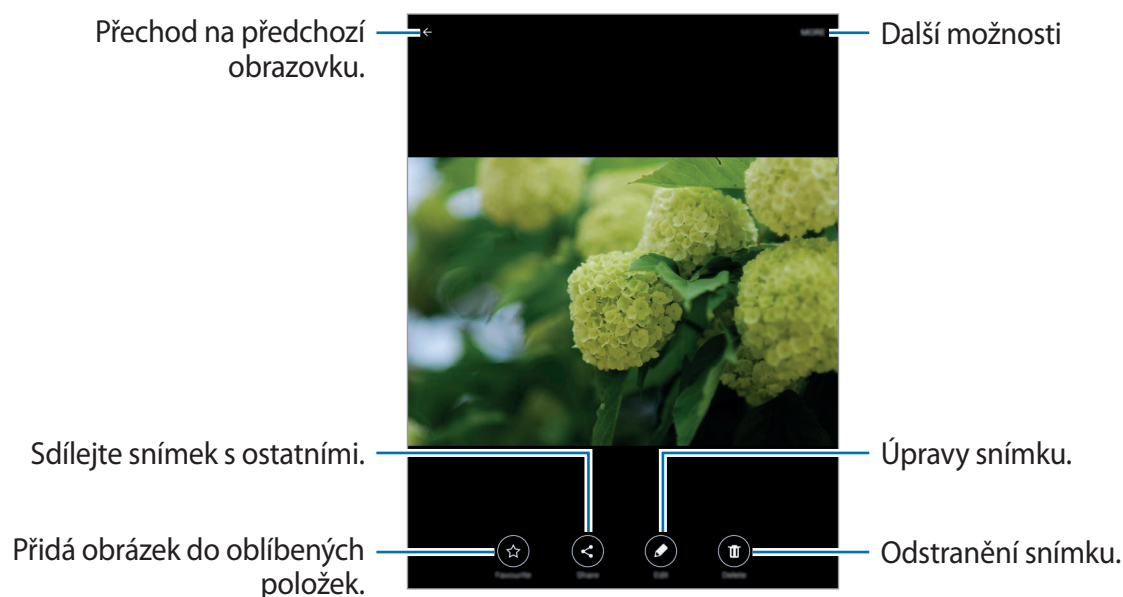 Přechod na předchozí
obrazovku.
MORE
Další možnosti
Sdílejte snímek s ostatními.
Úpravy snímku.
Přidá obrázek do oblíbených
položek.
Favourite
Share
Edit
Delete
Odstranění snímku.